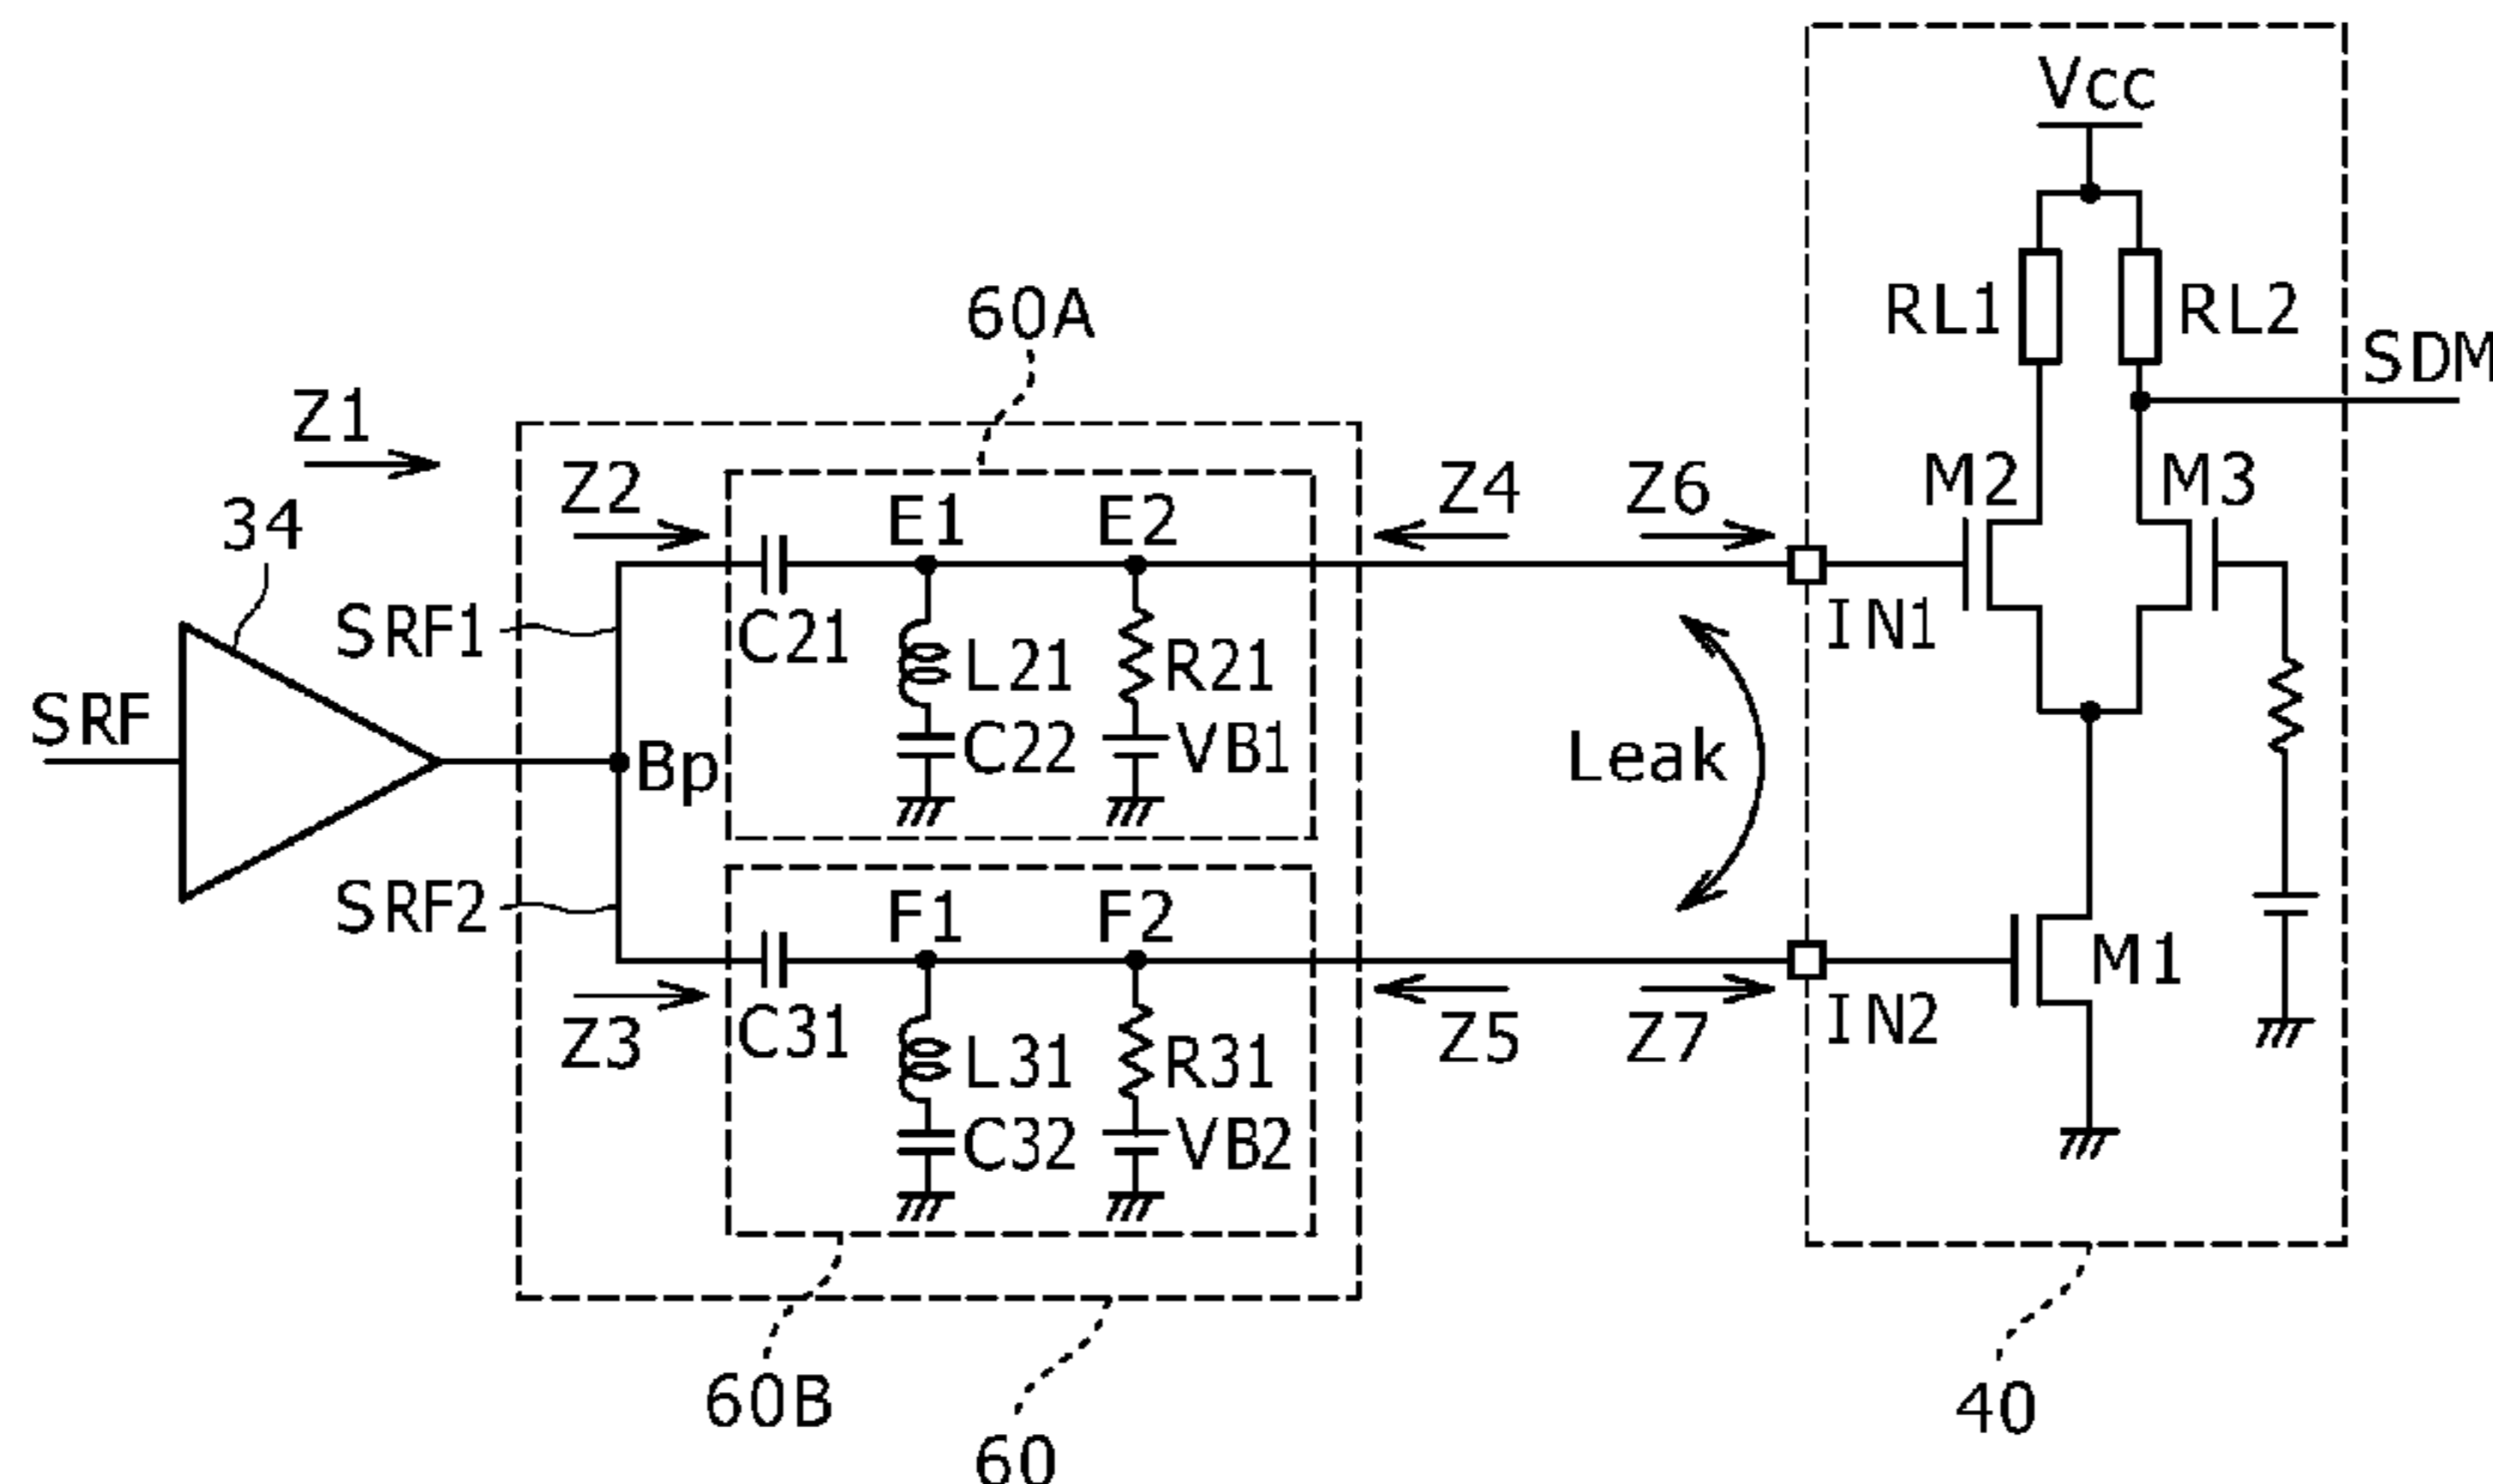 Vcc
60A
RL1
RL2
SDM
Z1
Z2
E1
E2
Z4
Z6
M2
M3
34
SRF1
C21
L21
R21
IN1
SRF
Bp
C22
VB1
Leak
SRF2
F1
F2
M1
Z3
C31
L31
R31
Z5
Z7
IN2
C32
VB2
60B
60
40